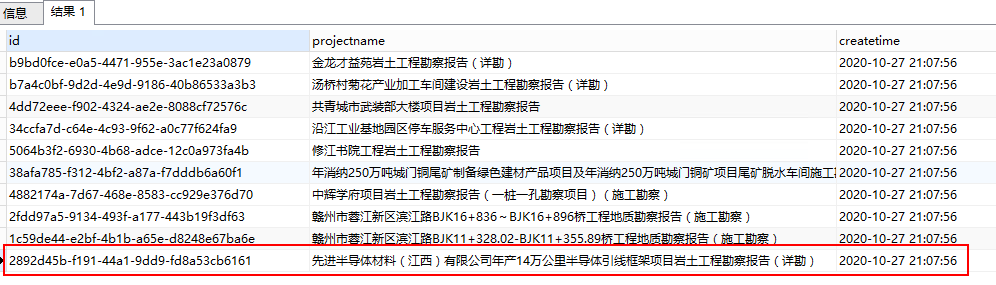 信息 结果 1
id projectname createtime
b9bd0fce-e0a5-4471-955e-3ac1e23a0879 金龙才益苑岩土工程勘察报告（详勘） 2020-10-27 21:07:56
b7a4c0bf-9d2d-4e9d-9186-40b86533a3b3 汤桥村菊花产业加工车间建设岩土工程勘察报告（详勘） 2020-10-27 21:07:56
4dd72eee-f902-4324-ae2e-8088cf72576c 共青城市武装部大楼项目岩土工程勘察报告 2020-10-27 21:07:56
34ccfa7d-c64e-4c93-9f62-a0c77f624fa9 沿江工业基地园区停车服务中心工程岩土工程勘察报告（详勘） 2020-10-27 21:07:56
5064b3f2-6930-4b68-adce-12c0a973fa4b 修江书院工程岩土工程勘察报告 2020-10-27 21:07:56
38afa785-f312-4bf2-a87a-f7dddb6a60f1 年消纳250万吨城门铜尾矿制备绿色建材产品项目及年消纳250万吨城门铜矿项目尾矿脱水车间施工 2020-10-27 21:07:56
4882174a-7d67-468e-8583-cc929e376d70 中辉学府项目岩土工程勘察报告（一桩一孔勘察项目）（施工勘察） 2020-10-27 21:07:56
2fdd97a5-9134-493f-a177-443b19f3df63 赣州市蓉江新区滨江路BJK16+836～BJK16+896桥工程地质勘察报告（施工勘察） 2020-10-27 21:07:56
1c59de44-e2bf-4b1b-a65e-d8248e67ba6e 赣州市蓉江新区滨江路BJK11+328.02-BJK11+355.89桥工程地质勘察报告（施工勘察） 2020-10-27 21:07:56
2892d45b-f191-44a1-9dd9-fd8a53cb6161 先进半导体材料（江西）有限公司年产14万公里半导体引线框架项目岩土工程勘察报告（详勘） 2020-10-27 21:07:56